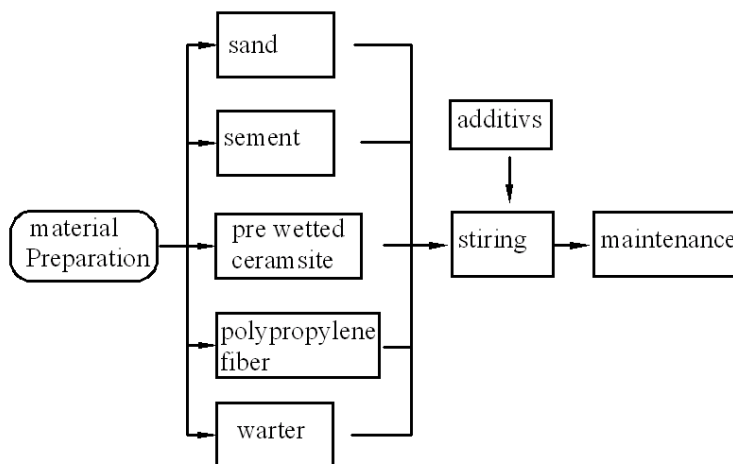 sand
sement
additivs
material
Preparation
pre wetted
ceramsite
stiring
maintenance
polypropylene
fiber
warter